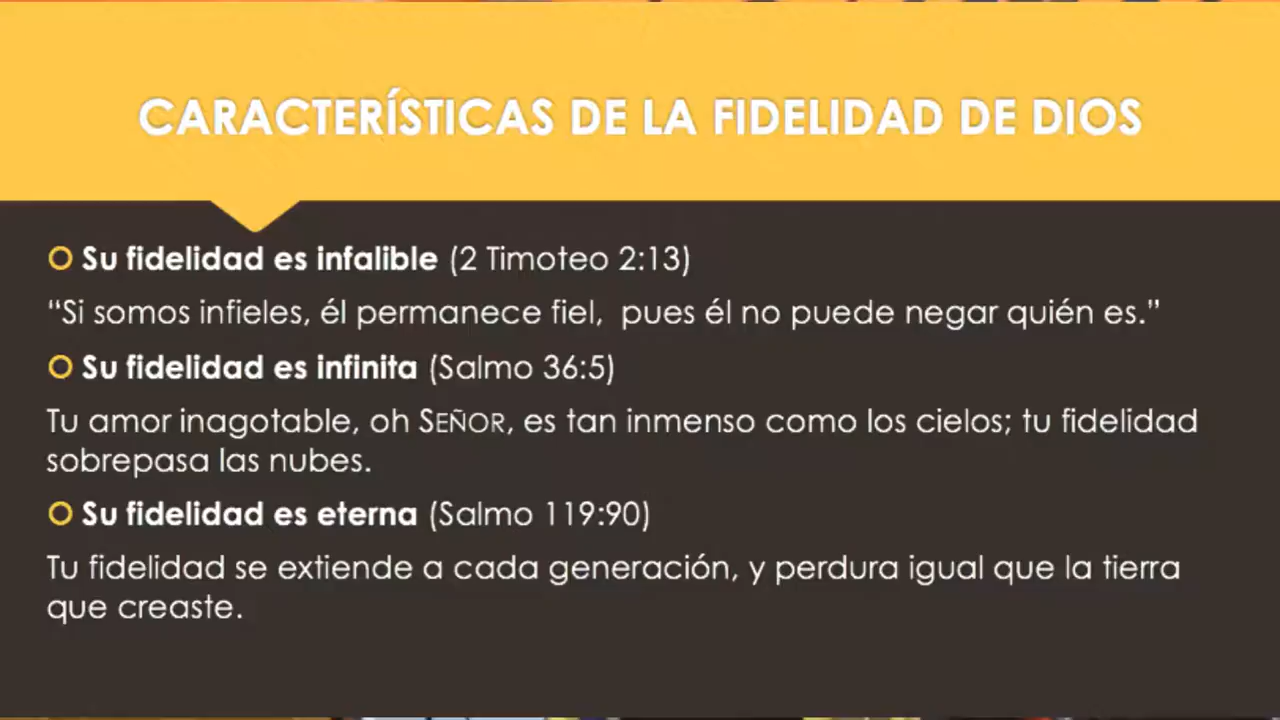 CARACTERÍSTICAS DE LA FIDELIDAD DE DIOS
Su fidelidad es infalible (2 Timoteo 2:13)
“Si somos infieles, él permanece fiel,  pues él no puede negar quién es.”
Su fidelidad es infinita (Salmo 36:5)
Tu amor inagotable, oh SEÑOR, es tan inmenso como los cielos; tu fidelidad
sobrepasa las nubes.
Su fidelidad es eterna (Salmo 119:90)
Tu fidelidad se extiende a cada generación, y perdura igual que la tierra
que creaste.